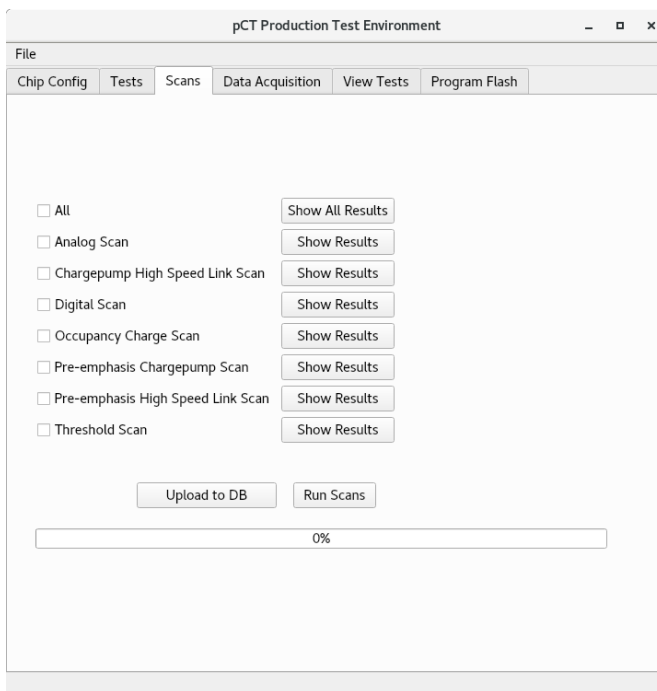 pCT Production Test Environment
File
Chip Config Tests Scans Data Acquisition View Tests Program Flash
All Show All Results
Analog Scan Show Results
Chargepump High Speed Link Scan Show Results
Digital Scan Show Results
Occupancy Charge Scan Show Results
Pre-emphasis Chargepump Scan Show Results
Pre-emphasis High Speed Link Scan Show Results
Threshold Scan Show Results
Upload to DB Run Scans
0%